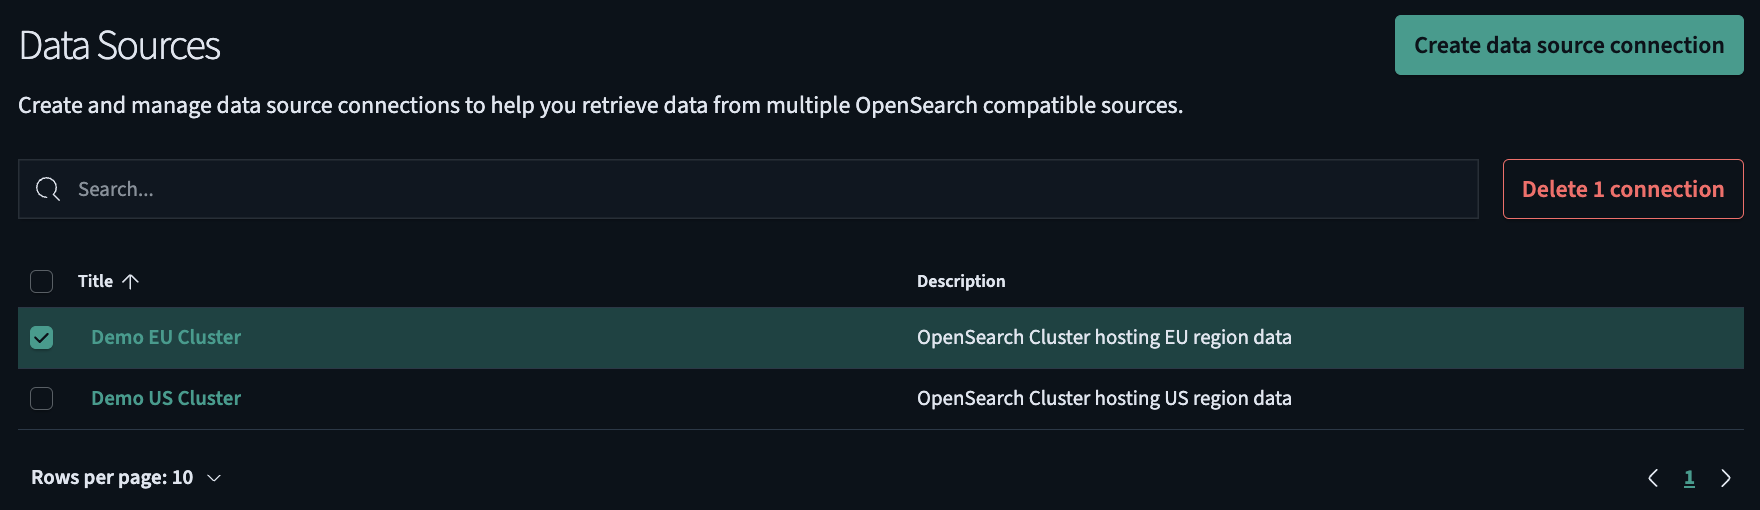 Data Sources
Create data source connection
Create and manage data source connections to help you retrieve data from multiple OpenSearch compatible sources.
Search...
Delete 1 connection
Title
Description
Demo EU Cluster
OpenSearch Cluster hosting EU region data
Demo US Cluster
OpenSearch Cluster hosting US region data
Rows per page: 10
1